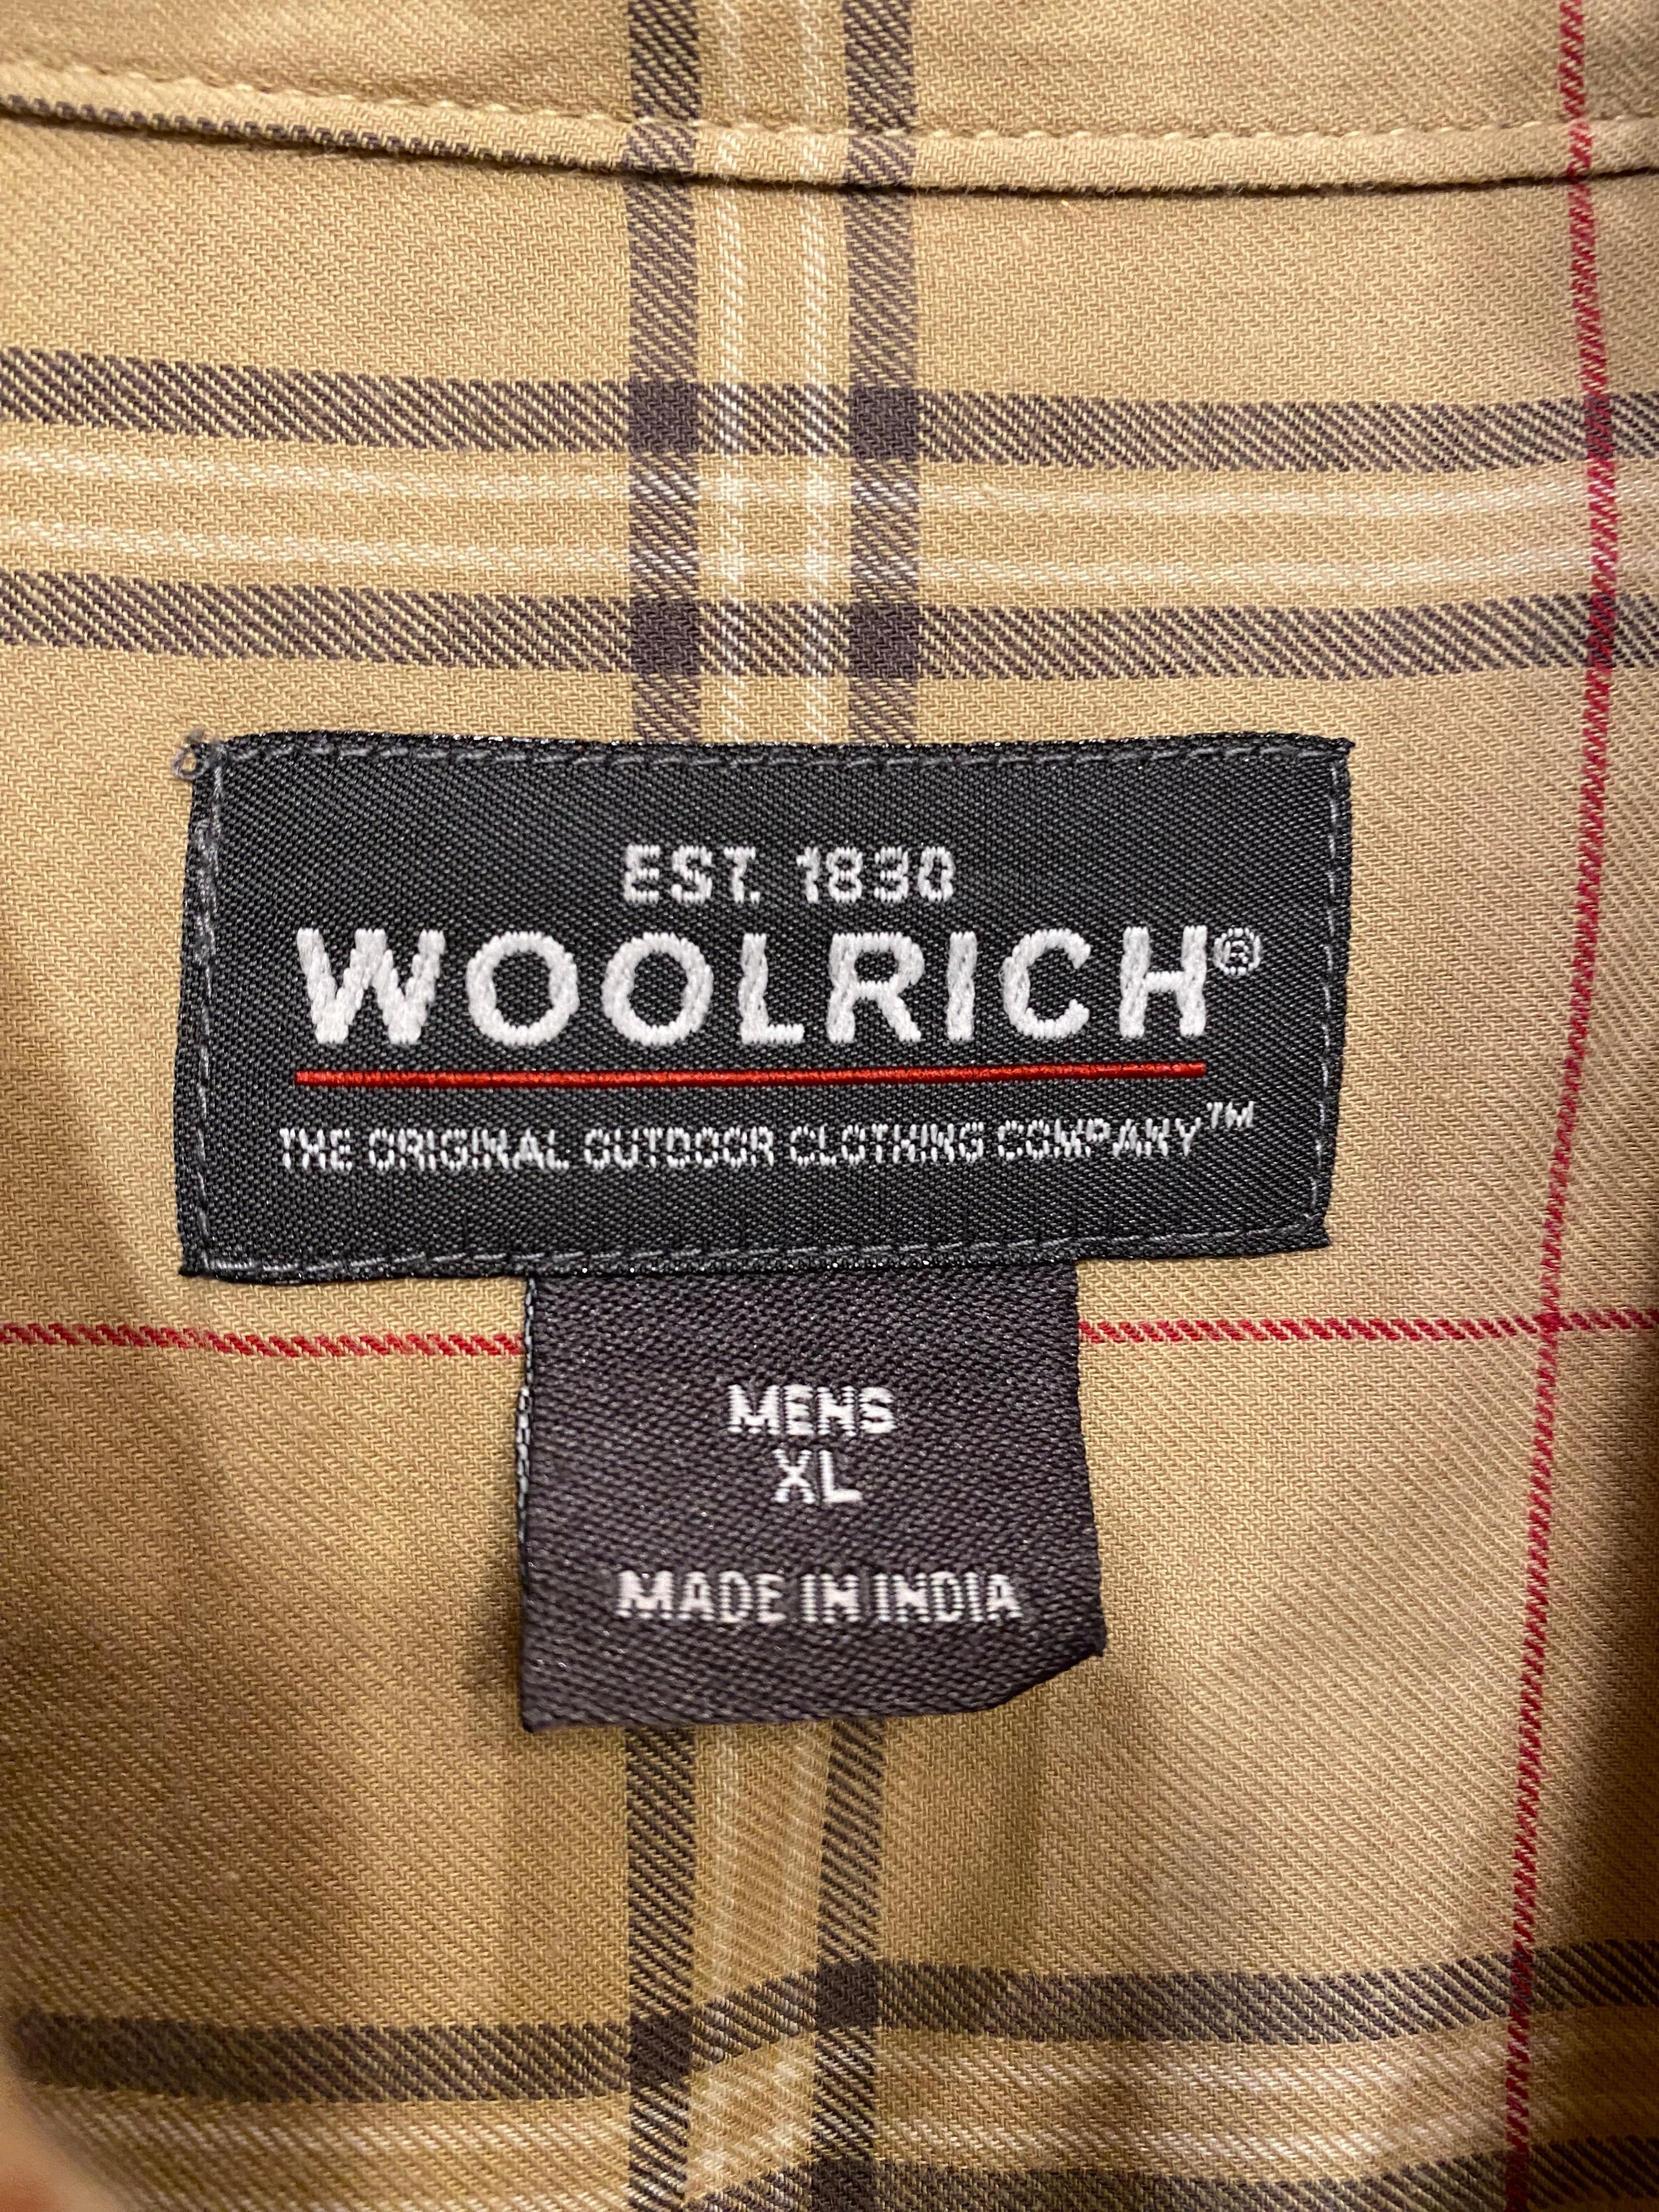 EST. 1830
WOOLRICH®
THE ORIGINAL OUTDOOR CLOTHING COMPANY™
MENS
XL
MADE IN INDIA